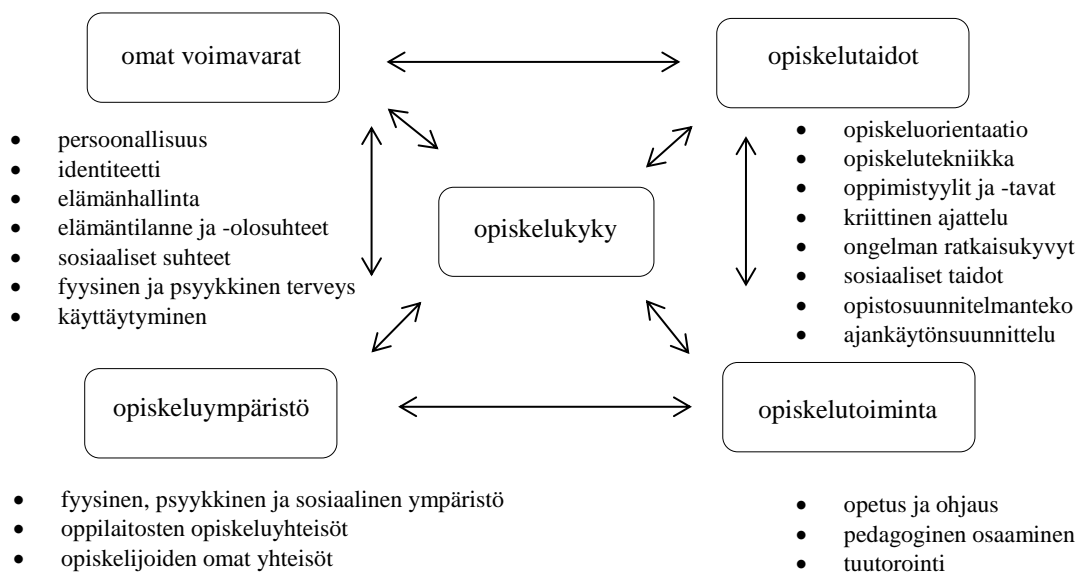 omat voimavarat
opiskelutaidot
• persoonallisuus
• identiteetti
• elämänhallinta
• elämäntilanne ja -olosuhteet
• sosiaaliset suhteet
• fyysinen ja psyykkinen terveys
• käyttäytyminen
opiskelukyky
• opiskeluorientaatio
• opiskelutekniikka
• oppimistyylit ja -tavat
• kriittinen ajattelu
• ongelman ratkaisukyvyt
• sosiaaliset taidot
• opistosuunnitelmanteko
• ajankäytönsuunnittelu
opiskeluympäristö
opiskelutoiminta
• fyysinen, psyykkinen ja sosiaalinen ympäristö
• oppilaitosten opiskeluyhteisöt
• opiskelijoiden omat yhteisöt
• opetus ja ohjaus
• pedagoginen osaaminen
• tuutorointi